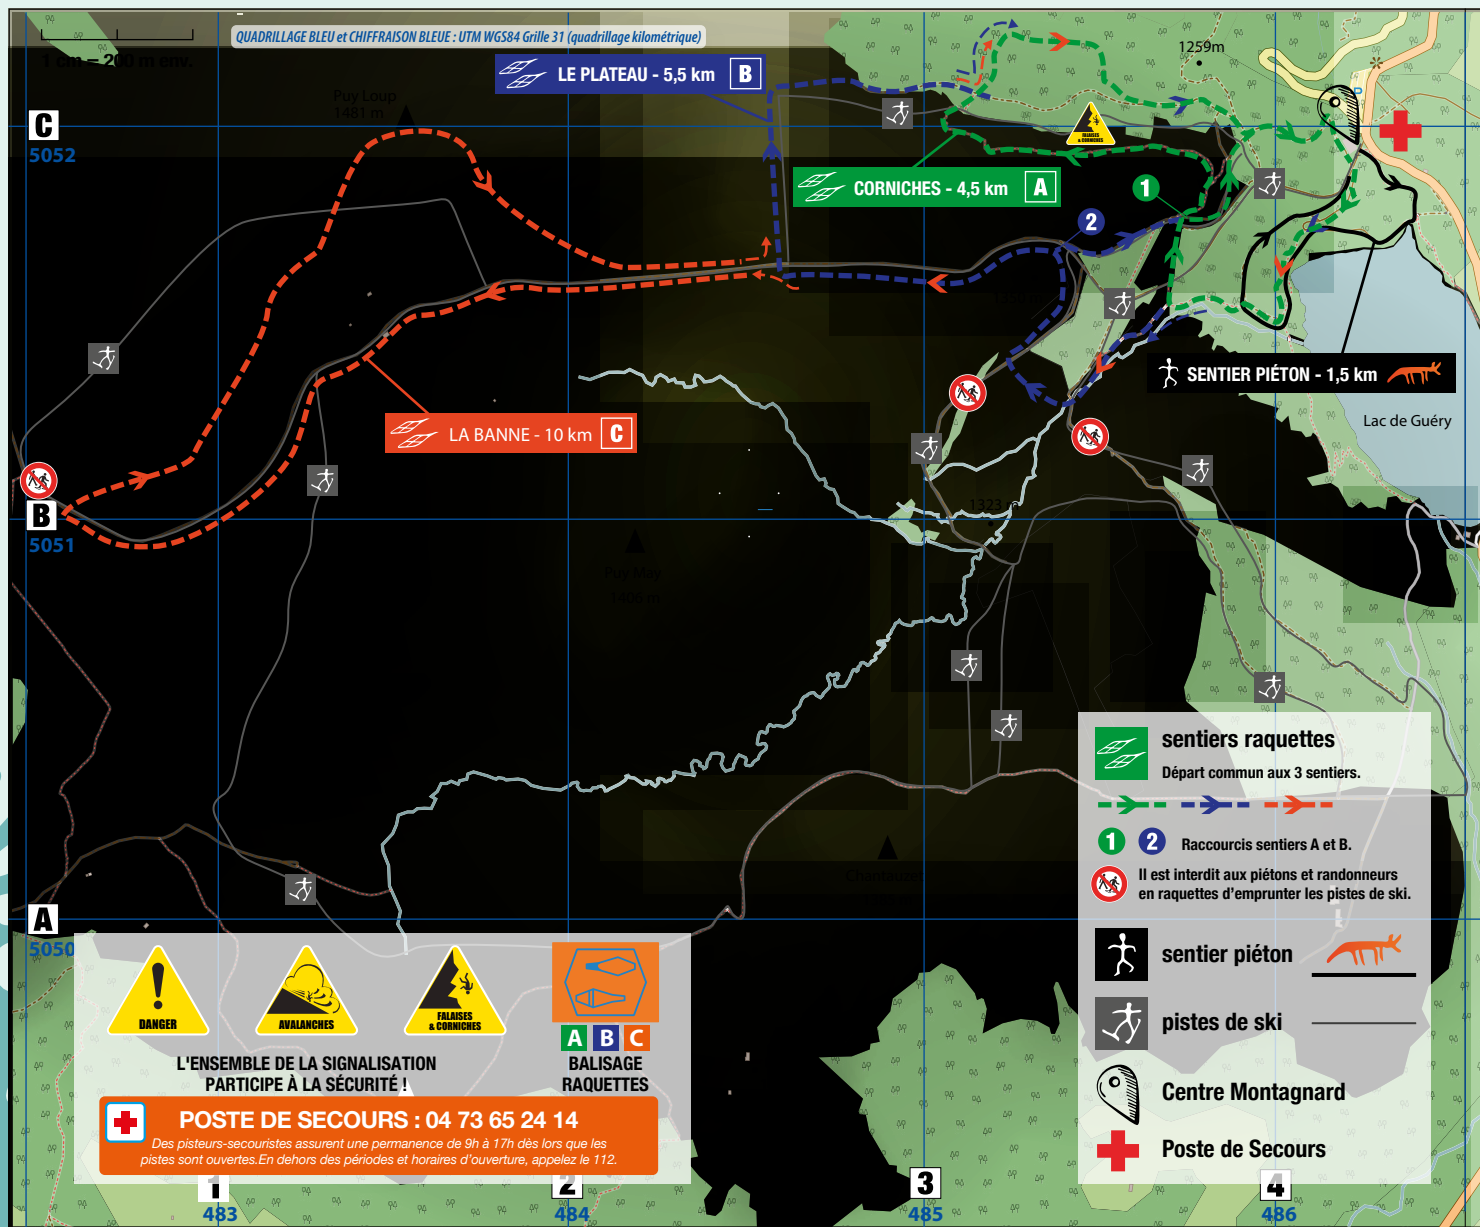 QUADRILLAGE BLEU et CHIFFRAISON BLEUE : UTM WGS84 Grille 31 (quadrillage kilométrique)
1 cm = 200 m env.
LE PLATEAU - 5,5 km B
1259m
Puy Loup
1481 m
C
5052
FALAISES
& CORNICHES
CORNICHES - 4,5 km A
1
2
SENTIER PIÉTON - 1,5 km
Lac de Guéry
LA BANNE - 10 km C
B
5051
1323 m
Puy May
1406 m
Chantauzet
A
5050
sentiers raquettes
Départ commun aux 3 sentiers.
1 2 Raccourcis sentiers A et B.
Il est interdit aux piétons et randonneurs
en raquettes d'emprunter les pistes de ski.
sentier piéton
pistes de ski
Centre Montagnard
Poste de Secours
DANGER
AVALANCHES
FALAISES
& CORNICHES
A B C
BALISAGE
RAQUETTES
L'ENSEMBLE DE LA SIGNALISATION
PARTICIPE À LA SÉCURITÉ !
POSTE DE SECOURS : 04 73 65 24 14
Des pisteurs-secouristes assurent une permanence de 9h à 17h dès lors que les
pistes sont ouvertes.En dehors des périodes et horaires d'ouverture, appelez le 112.
1 2 3 4
483 484 485 486